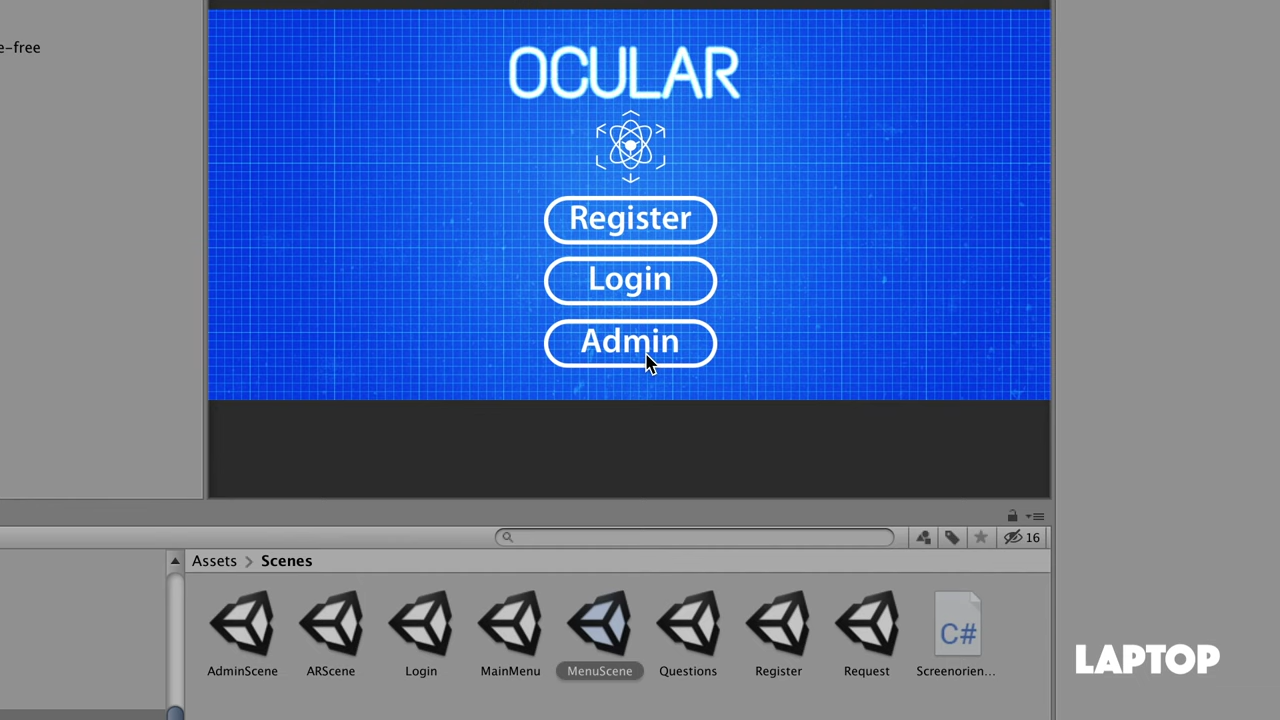 e-free
OCULAR
Register
Login
Admin
16
Assets > Scenes
AdminScene
ARScene
Login
MainMenu
MenuScene
Questions
Register
Request
C#
Screenorien...
LAPTOP